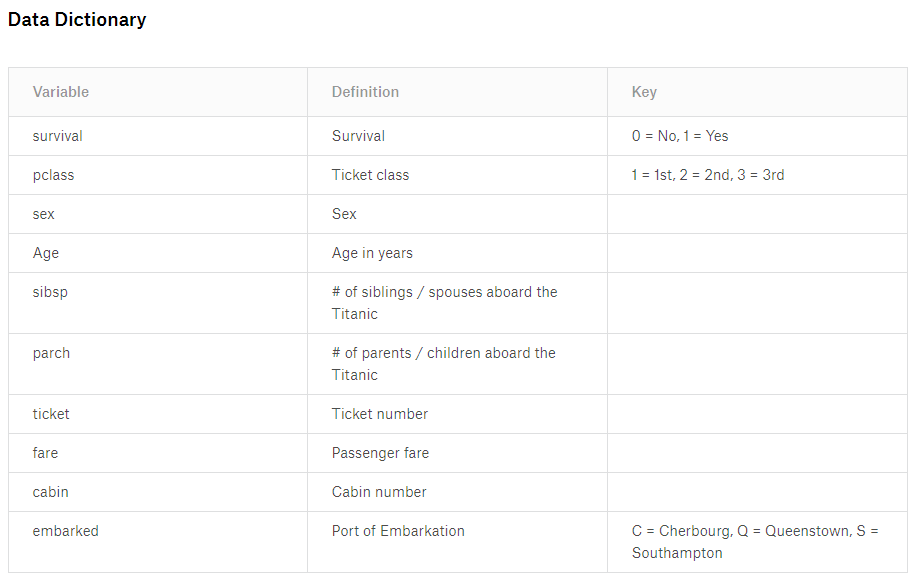 Data Dictionary
Variable Definition Key
survival Survival 0 = No, 1 = Yes
pclass Ticket class 1 = 1st, 2 = 2nd, 3 = 3rd
sex Sex
Age Age in years
sibsp # of siblings / spouses aboard the
Titanic
parch # of parents / children aboard the
Titanic
ticket Ticket number
fare Passenger fare
cabin Cabin number
embarked Port of Embarkation C = Cherbourg, Q = Queenstown, S =
Southampton